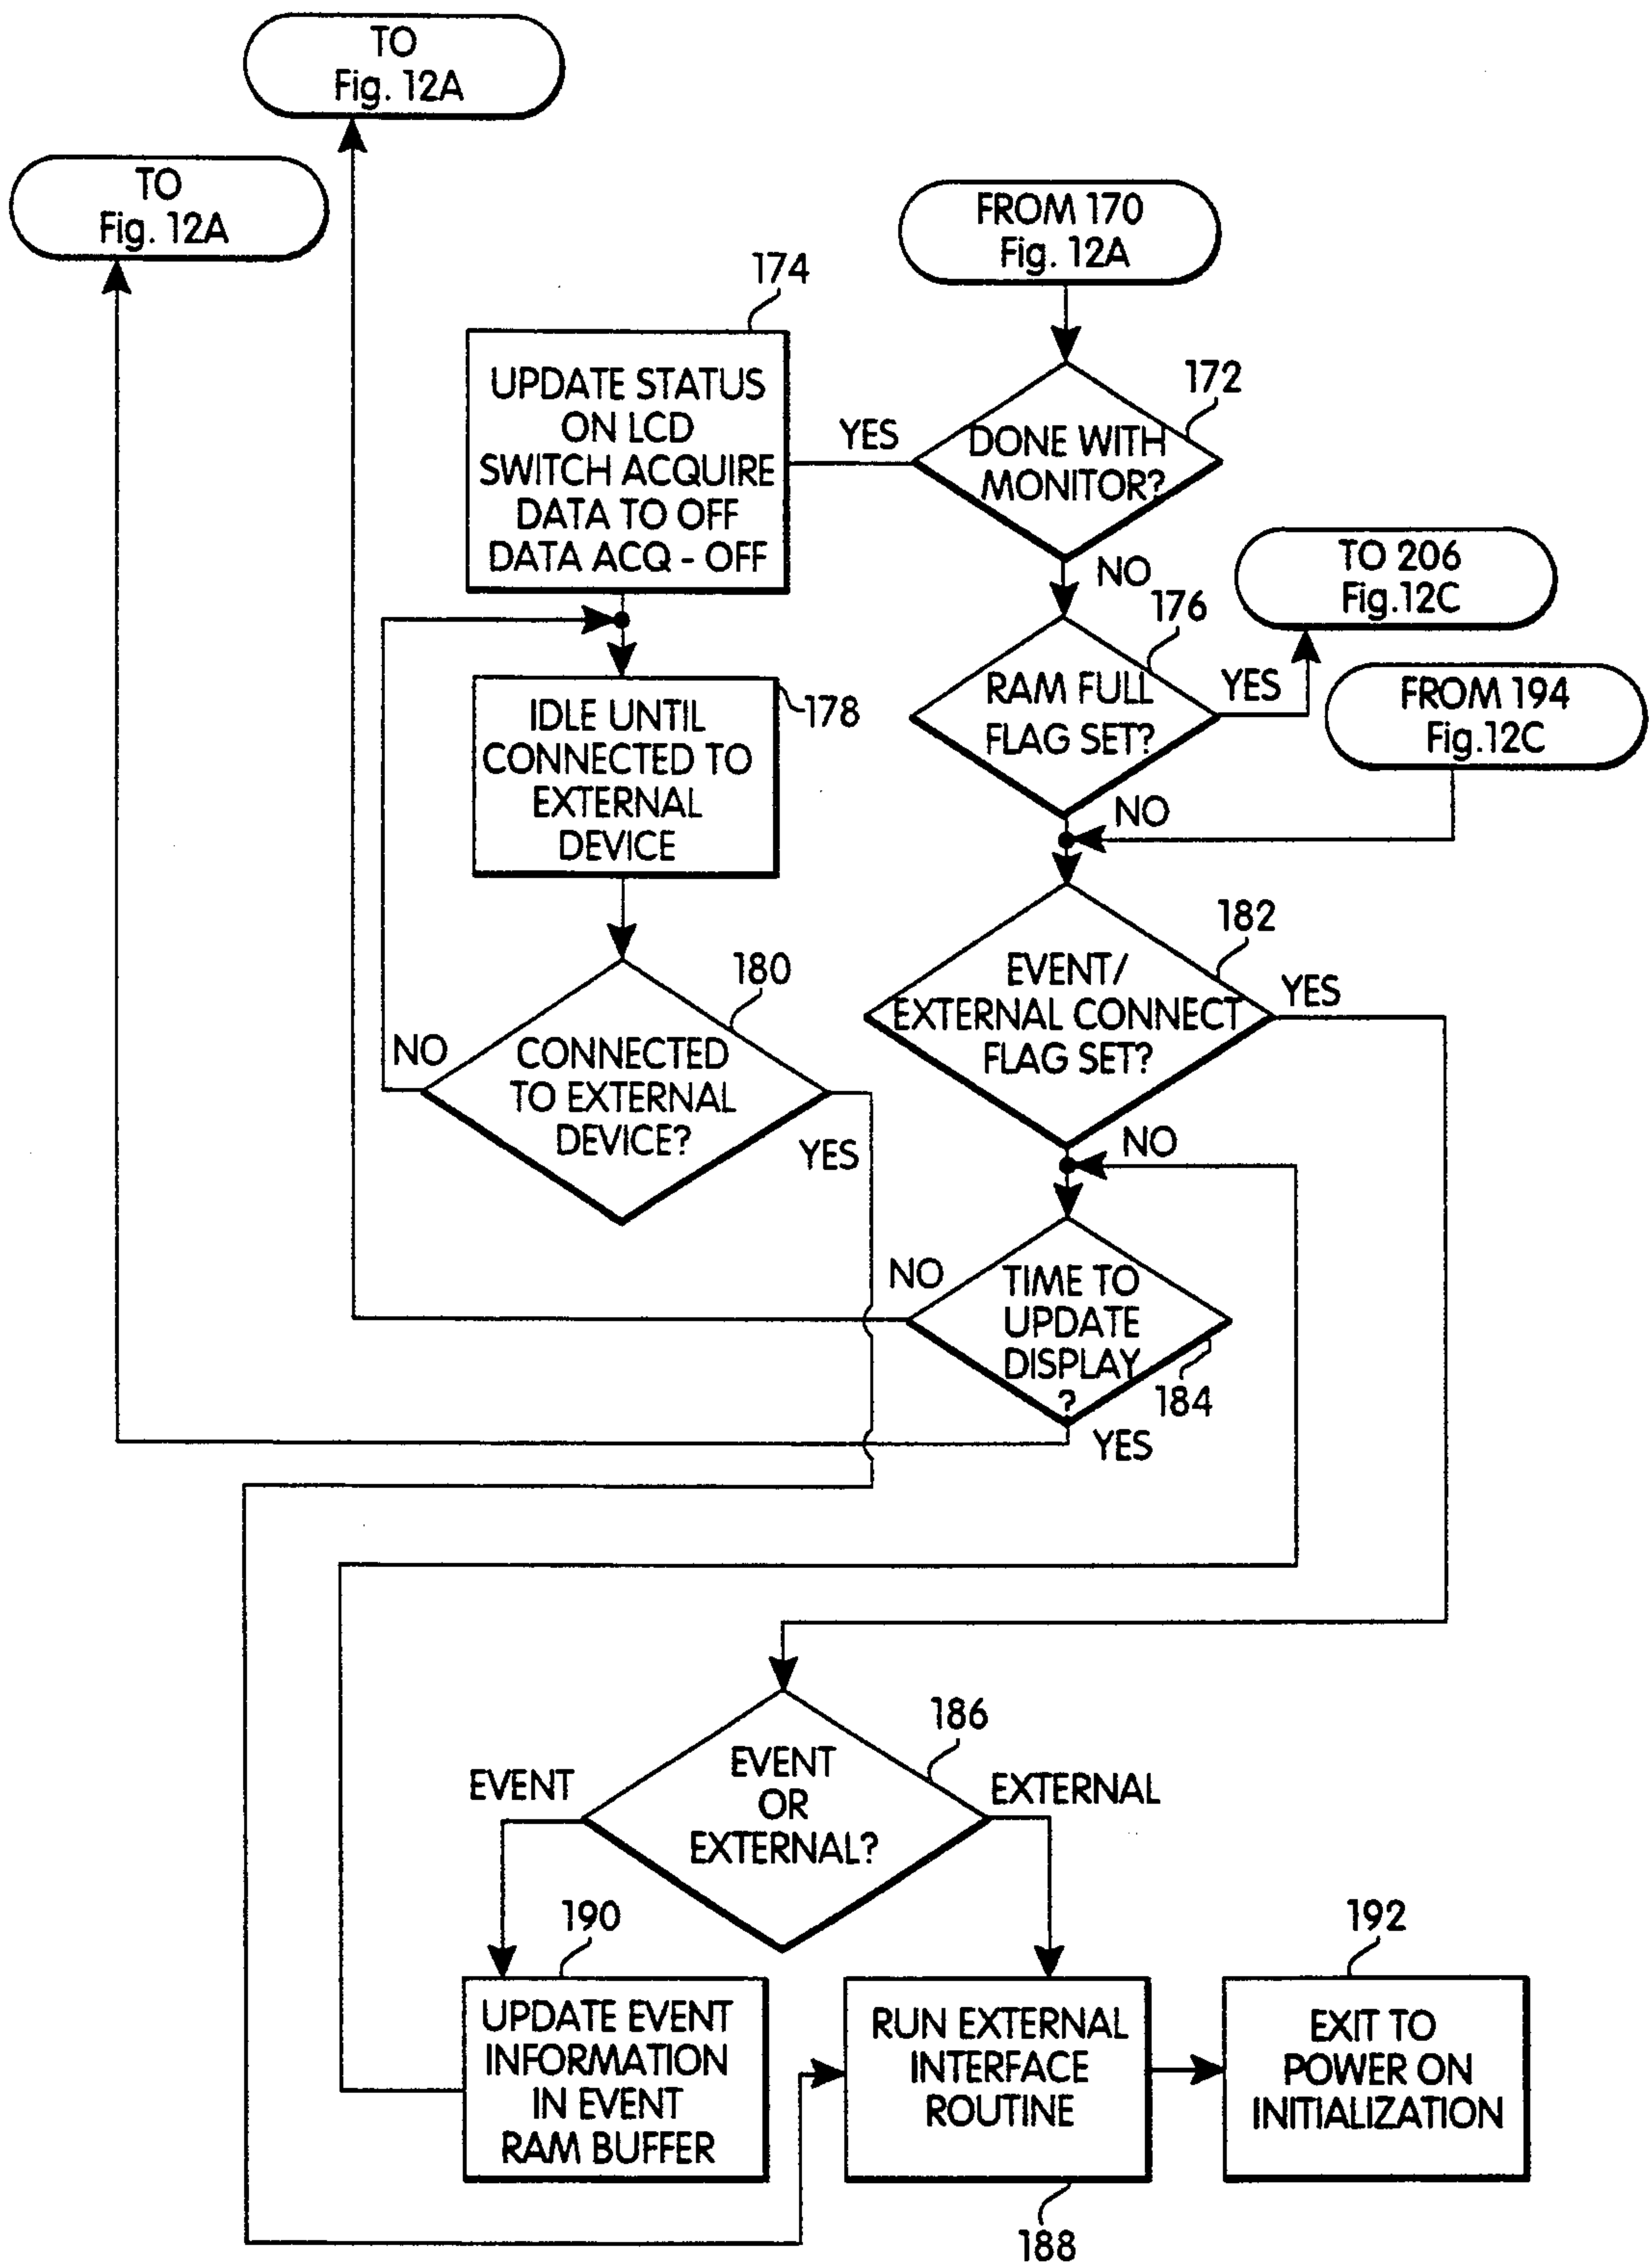 TO
Fig. 12A
TO
Fig. 12A
FROM 170
Fig. 12A
174
UPDATE STATUS
ON LCD
SWITCH ACQUIRE
DATA TO OFF
DATA ACQ - OFF
YES
172
DONE WITH
MONITOR?
NO
TO 206
Fig.12C
176
RAM FULL
FLAG SET?
YES
FROM 194
Fig.12C
NO
IDLE UNTIL
CONNECTED TO
EXTERNAL
DEVICE
178
182
EVENT/
EXTERNAL CONNECT
FLAG SET?
YES
NO
180
NO
CONNECTED
TO EXTERNAL
DEVICE?
YES
NO
TIME TO
UPDATE
DISPLAY
?
184
YES
186
EVENT
EVENT
OR
EXTERNAL?
EXTERNAL
190
UPDATE EVENT
INFORMATION
IN EVENT
RAM BUFFER
RUN EXTERNAL
INTERFACE
ROUTINE
188
192
EXIT TO
POWER ON
INITIALIZATION